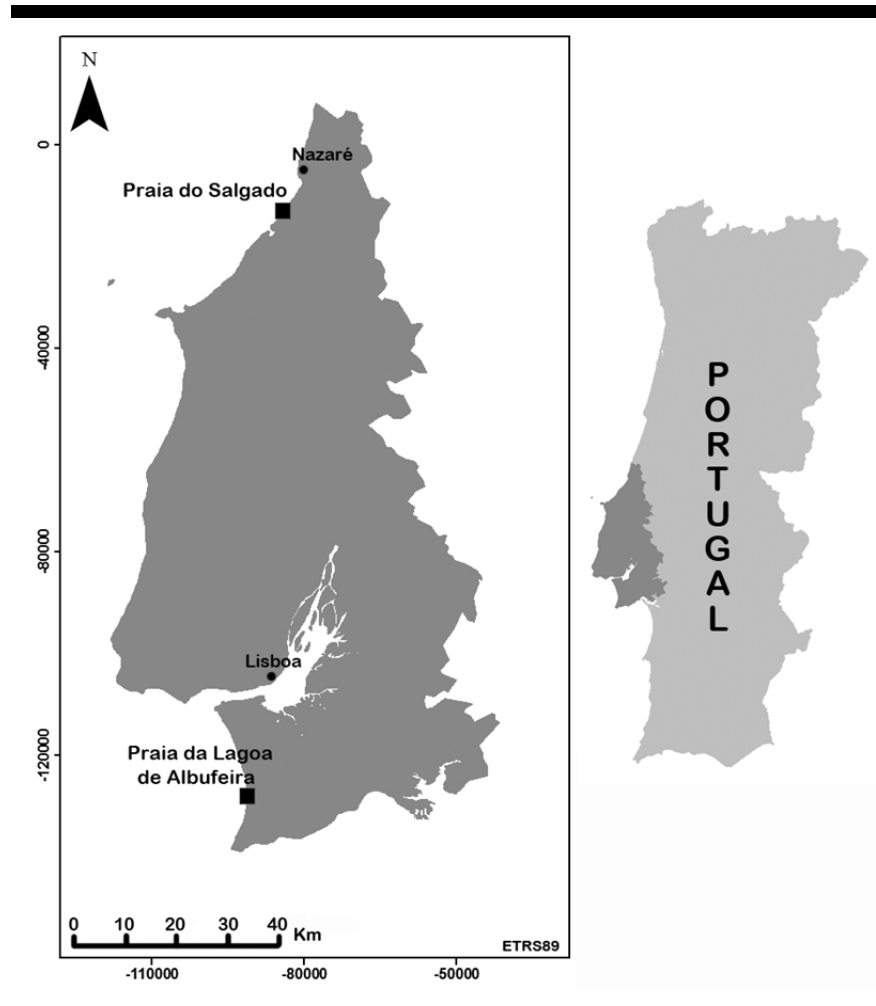 N
Nazaré
Praia do Salgado
0
-40000
-80000
-120000
Lisboa
Praia da Lagoa
de Albufeira
0 10 20 30 40
Km
ETRS89
-110000 -80000 -50000
PORTUGAL